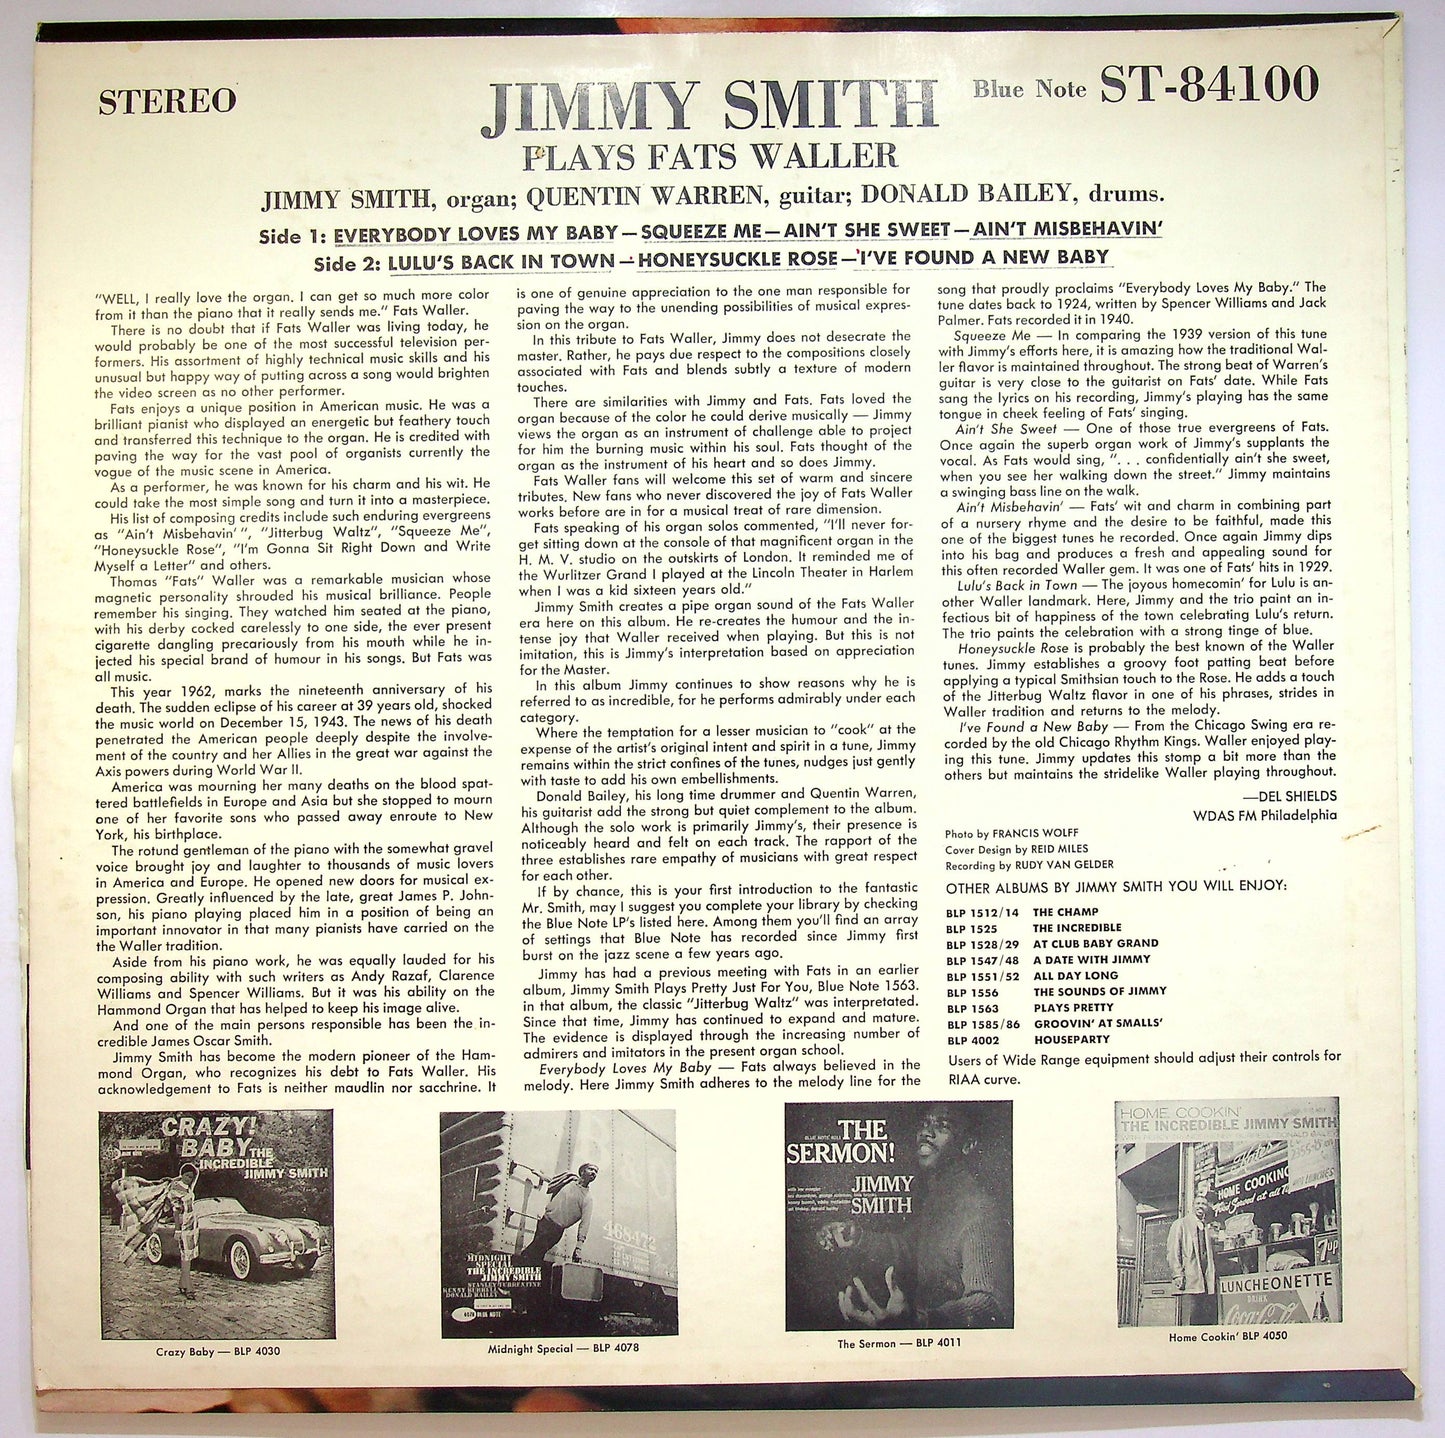 STEREO
JIMMY SMITH
Blue Note ST-84100
PLAYS FATS WALLER
JIMMY SMITH, organ; QUENTIN WARREN, guitar; DONALD BAILEY, drums.
Side 1: EVERYBODY LOVES MY BABY—SQUEEZE ME—AIN'T SHE SWEET—AIN'T MISBEHAVIN'
Side 2: LULU'S BACK IN TOWN—HONEYSUCKLE ROSE—I'VE FOUND A NEW BABY
"WELL, I really love the organ. I can get so much more color
from it than the piano that it really sends me." Fats Waller.
There is no doubt that if Fats Waller was living today, he
would probably be one of the most successful television per-
formers. His assortment of highly technical music skills and his
unusual but happy way of putting across a song would brighten
the video screen as no other performer.
Fats enjoys a unique position in American music. He was a
brilliant pianist who displayed an energetic but feathery touch
and transferred this technique to the organ. He is credited with
paving the way for the vast pool of organists currently the
vogue of the music scene in America.
As a performer, he was known for his charm and his wit. He
could take the most simple song and turn it into a masterpiece.
His list of composing credits include such enduring evergreens
as "Ain't Misbehavin'", "Jitterbug Waltz", "Squeeze Me",
"Honeysuckle Rose", "I'm Gonna Sit Right Down and Write
Myself a Letter" and others.
Thomas "Fats" Waller was a remarkable musician whose
magnetic personality shrouded his musical brilliance. People
remember his singing. They watched him seated at the piano,
with his derby cocked carelessly to one side, the ever present
cigarette dangling precariously from his mouth while he in-
jected his special brand of humour in his songs. But Fats was
all music.
This year 1962, marks the nineteenth anniversary of his
death. The sudden eclipse of his career at 39 years old, shocked
the music world on December 15, 1943. The news of his death
penetrated the American people deeply despite the involve-
ment of the country and her Allies in the great war against the
Axis powers during World War II.
America was mourning her many deaths on the blood spat-
tered battlefields in Europe and Asia but she stopped to mourn
one of her favorite sons who passed away enroute to New
York, his birthplace.
The rotund gentleman of the piano with the somewhat gravel
voice brought joy and laughter to thousands of music lovers
in America and Europe. He opened new doors for musical ex-
pression. Greatly influenced by the late, great James P. John-
son, his piano playing placed him in a position of being an
important innovator in that many pianists have carried on the
the Waller tradition.
Aside from his piano work, he was equally lauded for his
composing ability with such writers as Andy Razaf, Clarence
Williams and Spencer Williams. But it was his ability on the
Hammond Organ that has helped to keep his image alive.
And one of the main persons responsible has been the in-
credible James Oscar Smith.
Jimmy Smith has become the modern pioneer of the Ham-
mond Organ, who recognizes his debt to Fats Waller. His
acknowledgement to Fats is neither maudlin nor sacchrine. It
is one of genuine appreciation to the one man responsible for
paving the way to the unending possibilities of musical expres-
sion on the organ.
In this tribute to Fats Waller, Jimmy does not desecrate the
master. Rather, he pays due respect to the compositions closely
associated with Fats and blends subtly a texture of modern
touches.
There are similarities with Jimmy and Fats. Fats loved the
organ because of the color he could derive musically — Jimmy
views the organ as an instrument of challenge able to project
for him the burning music within his soul. Fats thought of the
organ as the instrument of his heart and so does Jimmy.
Fats Waller fans will welcome this set of warm and sincere
tributes. New fans who never discovered the joy of Fats Waller
works before are in for a musical treat of rare dimension.
Fats speaking of his organ solos commented, "I'll never for-
get sitting down at the console of that magnificent organ in the
H. M. V. studio on the outskirts of London. It reminded me of
the Wurlitzer Grand I played at the Lincoln Theater in Harlem
when I was a kid sixteen years old."
Jimmy Smith creates a pipe organ sound of the Fats Waller
era here on this album. He re-creates the humour and the in-
tense joy that Waller received when playing. But this is not
imitation, this is Jimmy's interpretation based on appreciation
for the Master.
In this album Jimmy continues to show reasons why he is
referred to as incredible, for he performs admirably under each
category.
Where the temptation for a lesser musician to "cook" at the
expense of the artist's original intent and spirit in a tune, Jimmy
remains within the strict confines of the tunes, nudges just gently
with taste to add his own embellishments.
Donald Bailey, his long time drummer and Quentin Warren,
his guitarist add the strong but quiet complement to the album.
Although the solo work is primarily Jimmy's, their presence is
noticeably heard and felt on each track. The rapport of the
three establishes rare empathy of musicians with great respect
for each other.
If by chance, this is your first introduction to the fantastic
Mr. Smith, may I suggest you complete your library by checking
the Blue Note LP's listed here. Among them you'll find an array
of settings that Blue Note has recorded since Jimmy first
burst on the jazz scene a few years ago.
Jimmy has had a previous meeting with Fats in an earlier
album, Jimmy Smith Plays Pretty Just For You, Blue Note 1563.
in that album, the classic "Jitterbug Waltz" was interpretated.
Since that time, Jimmy has continued to expand and mature.
The evidence is displayed through the increasing number of
admirers and imitators in the present organ school.
Everybody Loves My Baby — Fats always believed in the
melody. Here Jimmy Smith adheres to the melody line for the
song that proudly proclaims "Everybody Loves My Baby." The
tune dates back to 1924, written by Spencer Williams and Jack
Palmer. Fats recorded it in 1940.
Squeeze Me — In comparing the 1939 version of this tune
with Jimmy's efforts here, it is amazing how the traditional Wal-
ler flavor is maintained throughout. The strong beat of Warren's
guitar is very close to the guitarist on Fats' date. While Fats
sang the lyrics on his recording, Jimmy's playing has the same
tongue in cheek feeling of Fats' singing.
Ain't She Sweet — One of those true evergreens of Fats.
Once again the superb organ work of Jimmy's supplants the
vocal. As Fats would sing, ". . . confidentially ain't she sweet,
when you see her walking down the street." Jimmy maintains
a swinging bass line on the walk.
Ain't Misbehavin' — Fats' wit and charm in combining part
of a nursery rhyme and the desire to be faithful, made this
one of the biggest tunes he recorded. Once again Jimmy dips
into his bag and produces a fresh and appealing sound for
this often recorded Waller gem. It was one of Fats' hits in 1929.
Lulu's Back in Town — The joyous homecomin' for Lulu is an-
other Waller landmark. Here, Jimmy and the trio paint an in-
fectious bit of happiness of the town celebrating Lulu's return.
The trio paints the celebration with a strong tinge of blue.
Honeysuckle Rose is probably the best known of the Waller
tunes. Jimmy establishes a groovy foot patting beat before
applying a typical Smithsian touch to the Rose. He adds a touch
of the Jitterbug Waltz flavor in one of his phrases, strides in
Waller tradition and returns to the melody.
I've Found a New Baby — From the Chicago Swing era re-
corded by the old Chicago Rhythm Kings. Waller enjoyed play-
ing this tune. Jimmy updates this stomp a bit more than the
others but maintains the stridelike Waller playing throughout.
—DEL SHIELDS
WDAS FM Philadelphia
Photo by FRANCIS WOLFF
Cover Design by REID MILES
Recording by RUDY VAN GELDER
OTHER ALBUMS BY JIMMY SMITH YOU WILL ENJOY:
BLP 1512/14 THE CHAMP
BLP 1525 THE INCREDIBLE
BLP 1528/29 AT CLUB BABY GRAND
BLP 1547/48 A DATE WITH JIMMY
BLP 1551/52 ALL DAY LONG
BLP 1556 THE SOUNDS OF JIMMY
BLP 1563 PLAYS PRETTY
BLP 1585/86 GROOVIN' AT SMALLS'
BLP 4002 HOUSEPARTY
Users of Wide Range equipment should adjust their controls for
RIAA curve.
CRAZY!
BABY THE
INCREDIBLE
JIMMY SMITH
Crazy Baby — BLP 4030
468472
MIDNIGHT
SPECIAL
THE INCREDIBLE
JIMMY SMITH
STANLEY TURRENTINE
KENNY BURRELL
DONALD BAILEY
4078 BLUE NOTE
Midnight Special — BLP 4078
THE
SERMON!
JIMMY
SMITH
The Sermon — BLP 4011
HOME COOKIN'
THE INCREDIBLE JIMMY SMITH
HOME COOKING
7up
LUNCHEONETTE
DRINK
Coca-Cola
Home Cookin' BLP 4050